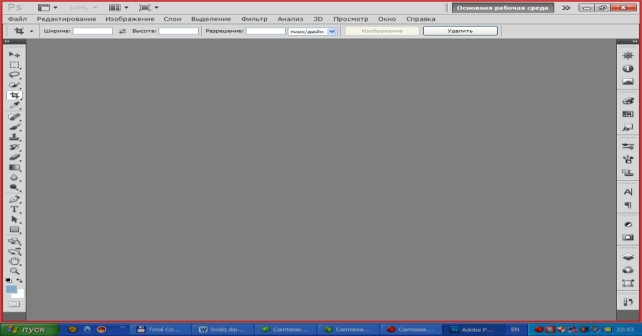 Ps 100% Основная рабочая среда
Файл Редактирование Изображение Слои Выделение Фильтр Анализ 3D Просмотр Окно Справка
Ширина: Высота: Разрешение: пикс/дюйм Изображение Удалить
пуск Total Co... Sodiq dip... Camtasia... Camtasia... Camtasia... Adobe P... EN 22:53